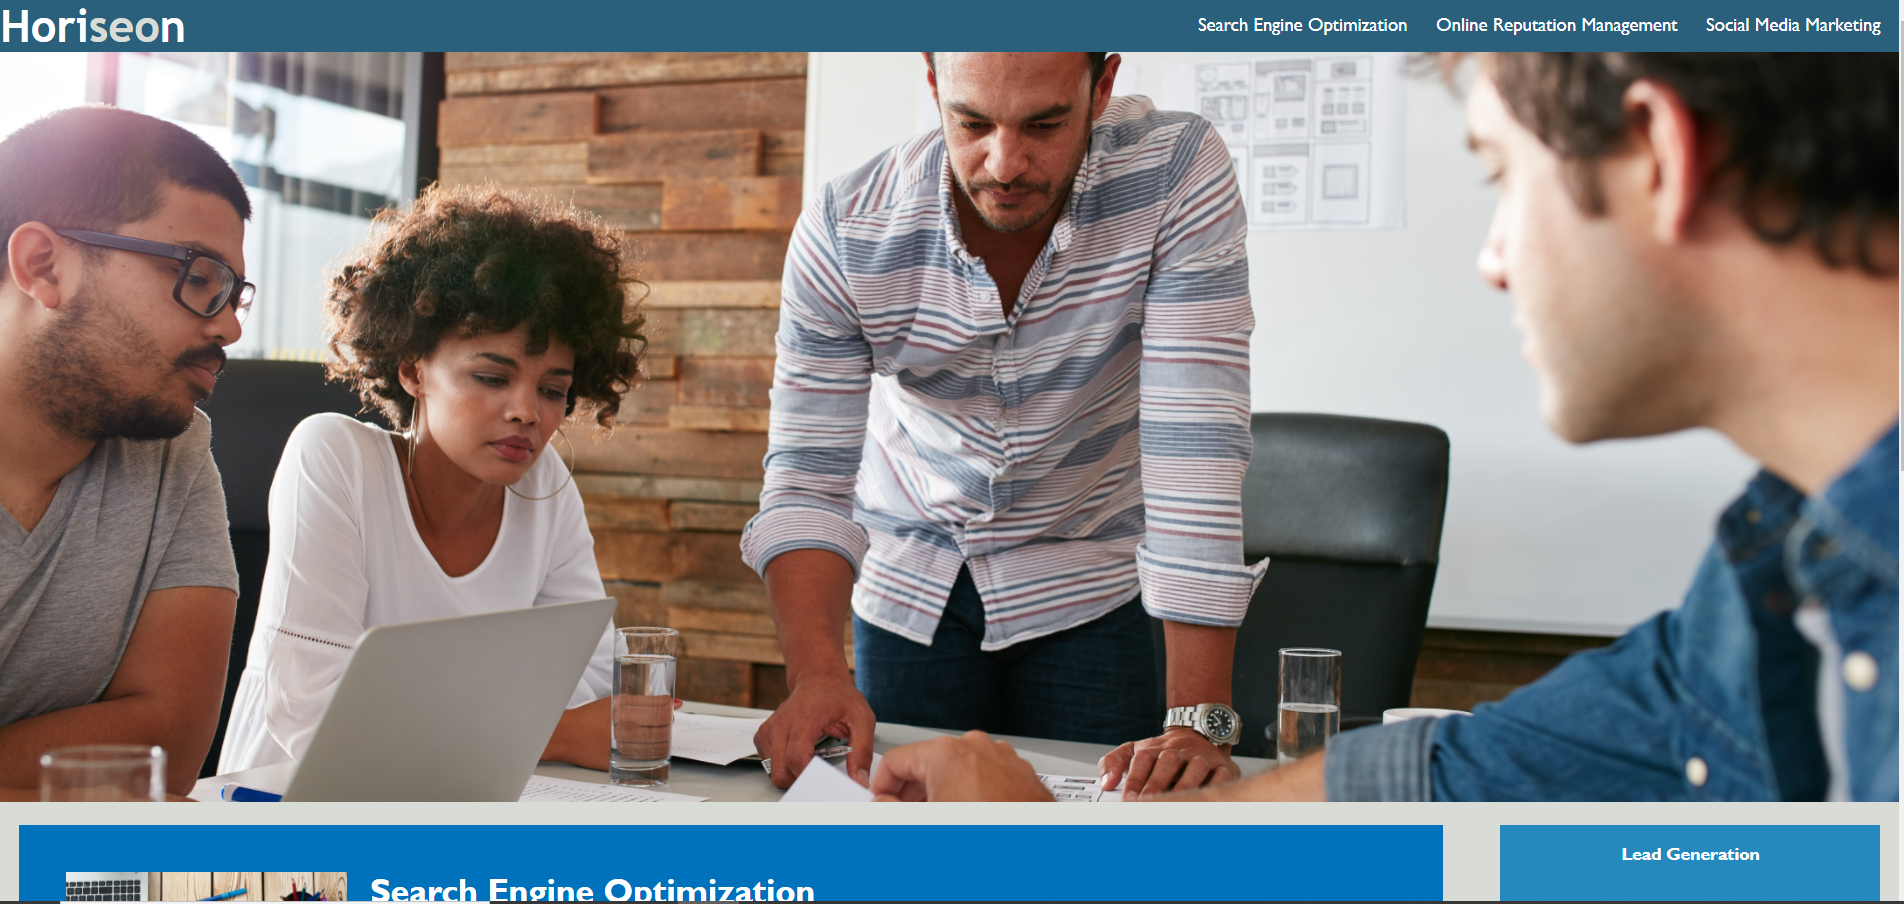 Horiseon
Search Engine Optimization
Online Reputation Management
Social Media Marketing
Search Engine Optimization
Lead Generation